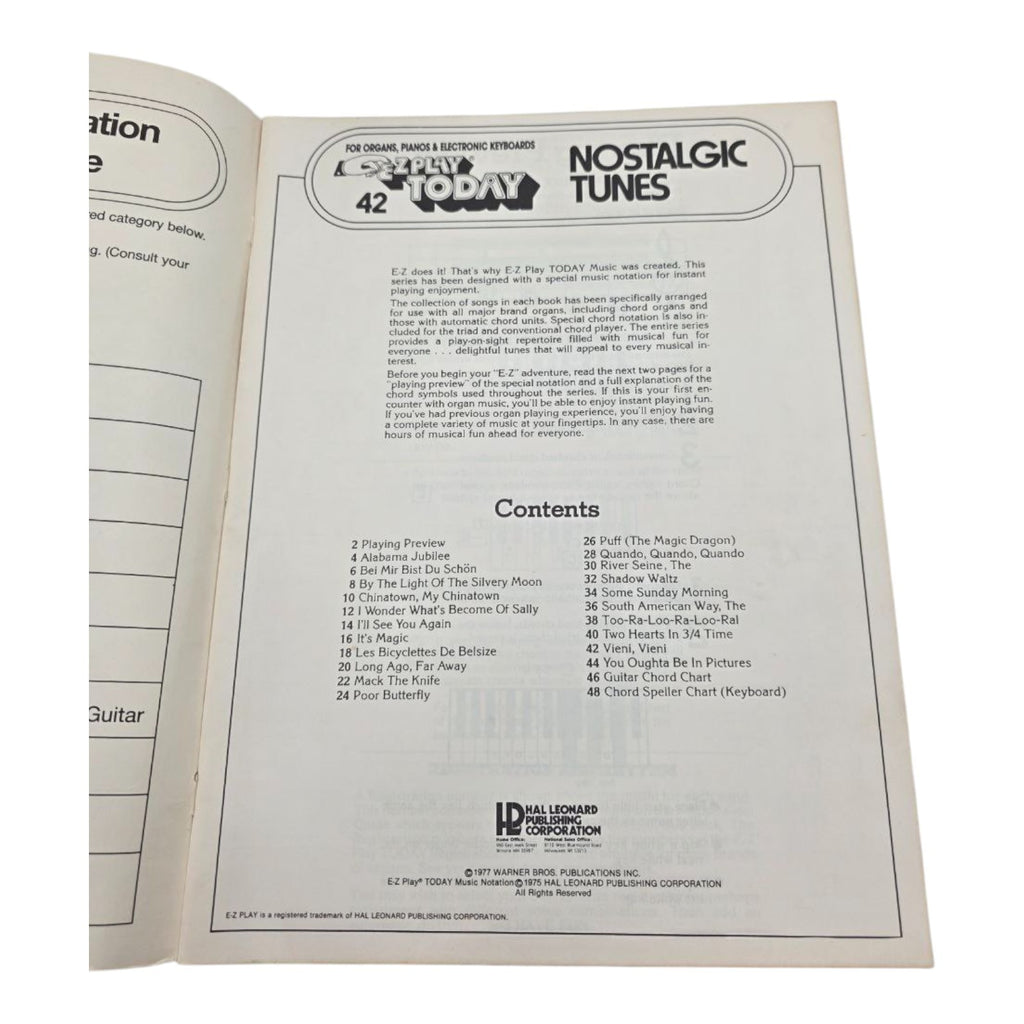 ation
e
ed category below.
g. (Consult your
Guitar
FOR ORGANS, PIANOS & ELECTRONIC KEYBOARDS
E-Z PLAY®
TODAY
42
NOSTALGIC
TUNES
E-Z does it! That's why E-Z Play TODAY Music was created. This
series has been designed with a special music notation for instant
playing enjoyment.
The collection of songs in each book has been specifically arranged
for use with all major brand organs, including chord organs and
those with automatic chord units. Special chord notation is also in-
cluded for the triad and conventional chord player. The entire series
provides a play-on-sight repertoire filled with musical fun for
everyone . . . delightful tunes that will appeal to every musical in-
terest.
Before you begin your "E-Z" adventure, read the next two pages for a
"playing preview" of the special notation and a full explanation of the
chord symbols used throughout the series. If this is your first en-
counter with organ music, you'll be able to enjoy instant playing fun.
If you've had previous organ playing experience, you'll enjoy having
a complete variety of music at your fingertips. In any case, there are
hours of musical fun ahead for everyone.
Contents
2 Playing Preview
4 Alabama Jubilee
6 Bei Mir Bist Du Schön
8 By The Light Of The Silvery Moon
10 Chinatown, My Chinatown
12 I Wonder What's Become Of Sally
14 I'll See You Again
16 It's Magic
18 Les Bicyclettes De Belsize
20 Long Ago, Far Away
22 Mack The Knife
24 Poor Butterfly
26 Puff (The Magic Dragon)
28 Quando, Quando, Quando
30 River Seine, The
32 Shadow Waltz
34 Some Sunday Morning
36 South American Way, The
38 Too-Ra-Loo-Ra-Loo-Ral
40 Two Hearts In 3/4 Time
42 Vieni, Vieni
44 You Oughta Be In Pictures
46 Guitar Chord Chart
48 Chord Speller Chart (Keyboard)
HAL LEONARD
PUBLISHING
CORPORATION
Home Office:
National Sales Office:
©1977 WARNER BROS. PUBLICATIONS INC.
E-Z Play® TODAY Music Notation ©1975 HAL LEONARD PUBLISHING CORPORATION
All Rights Reserved
E-Z PLAY is a registered trademark of HAL LEONARD PUBLISHING CORPORATION.